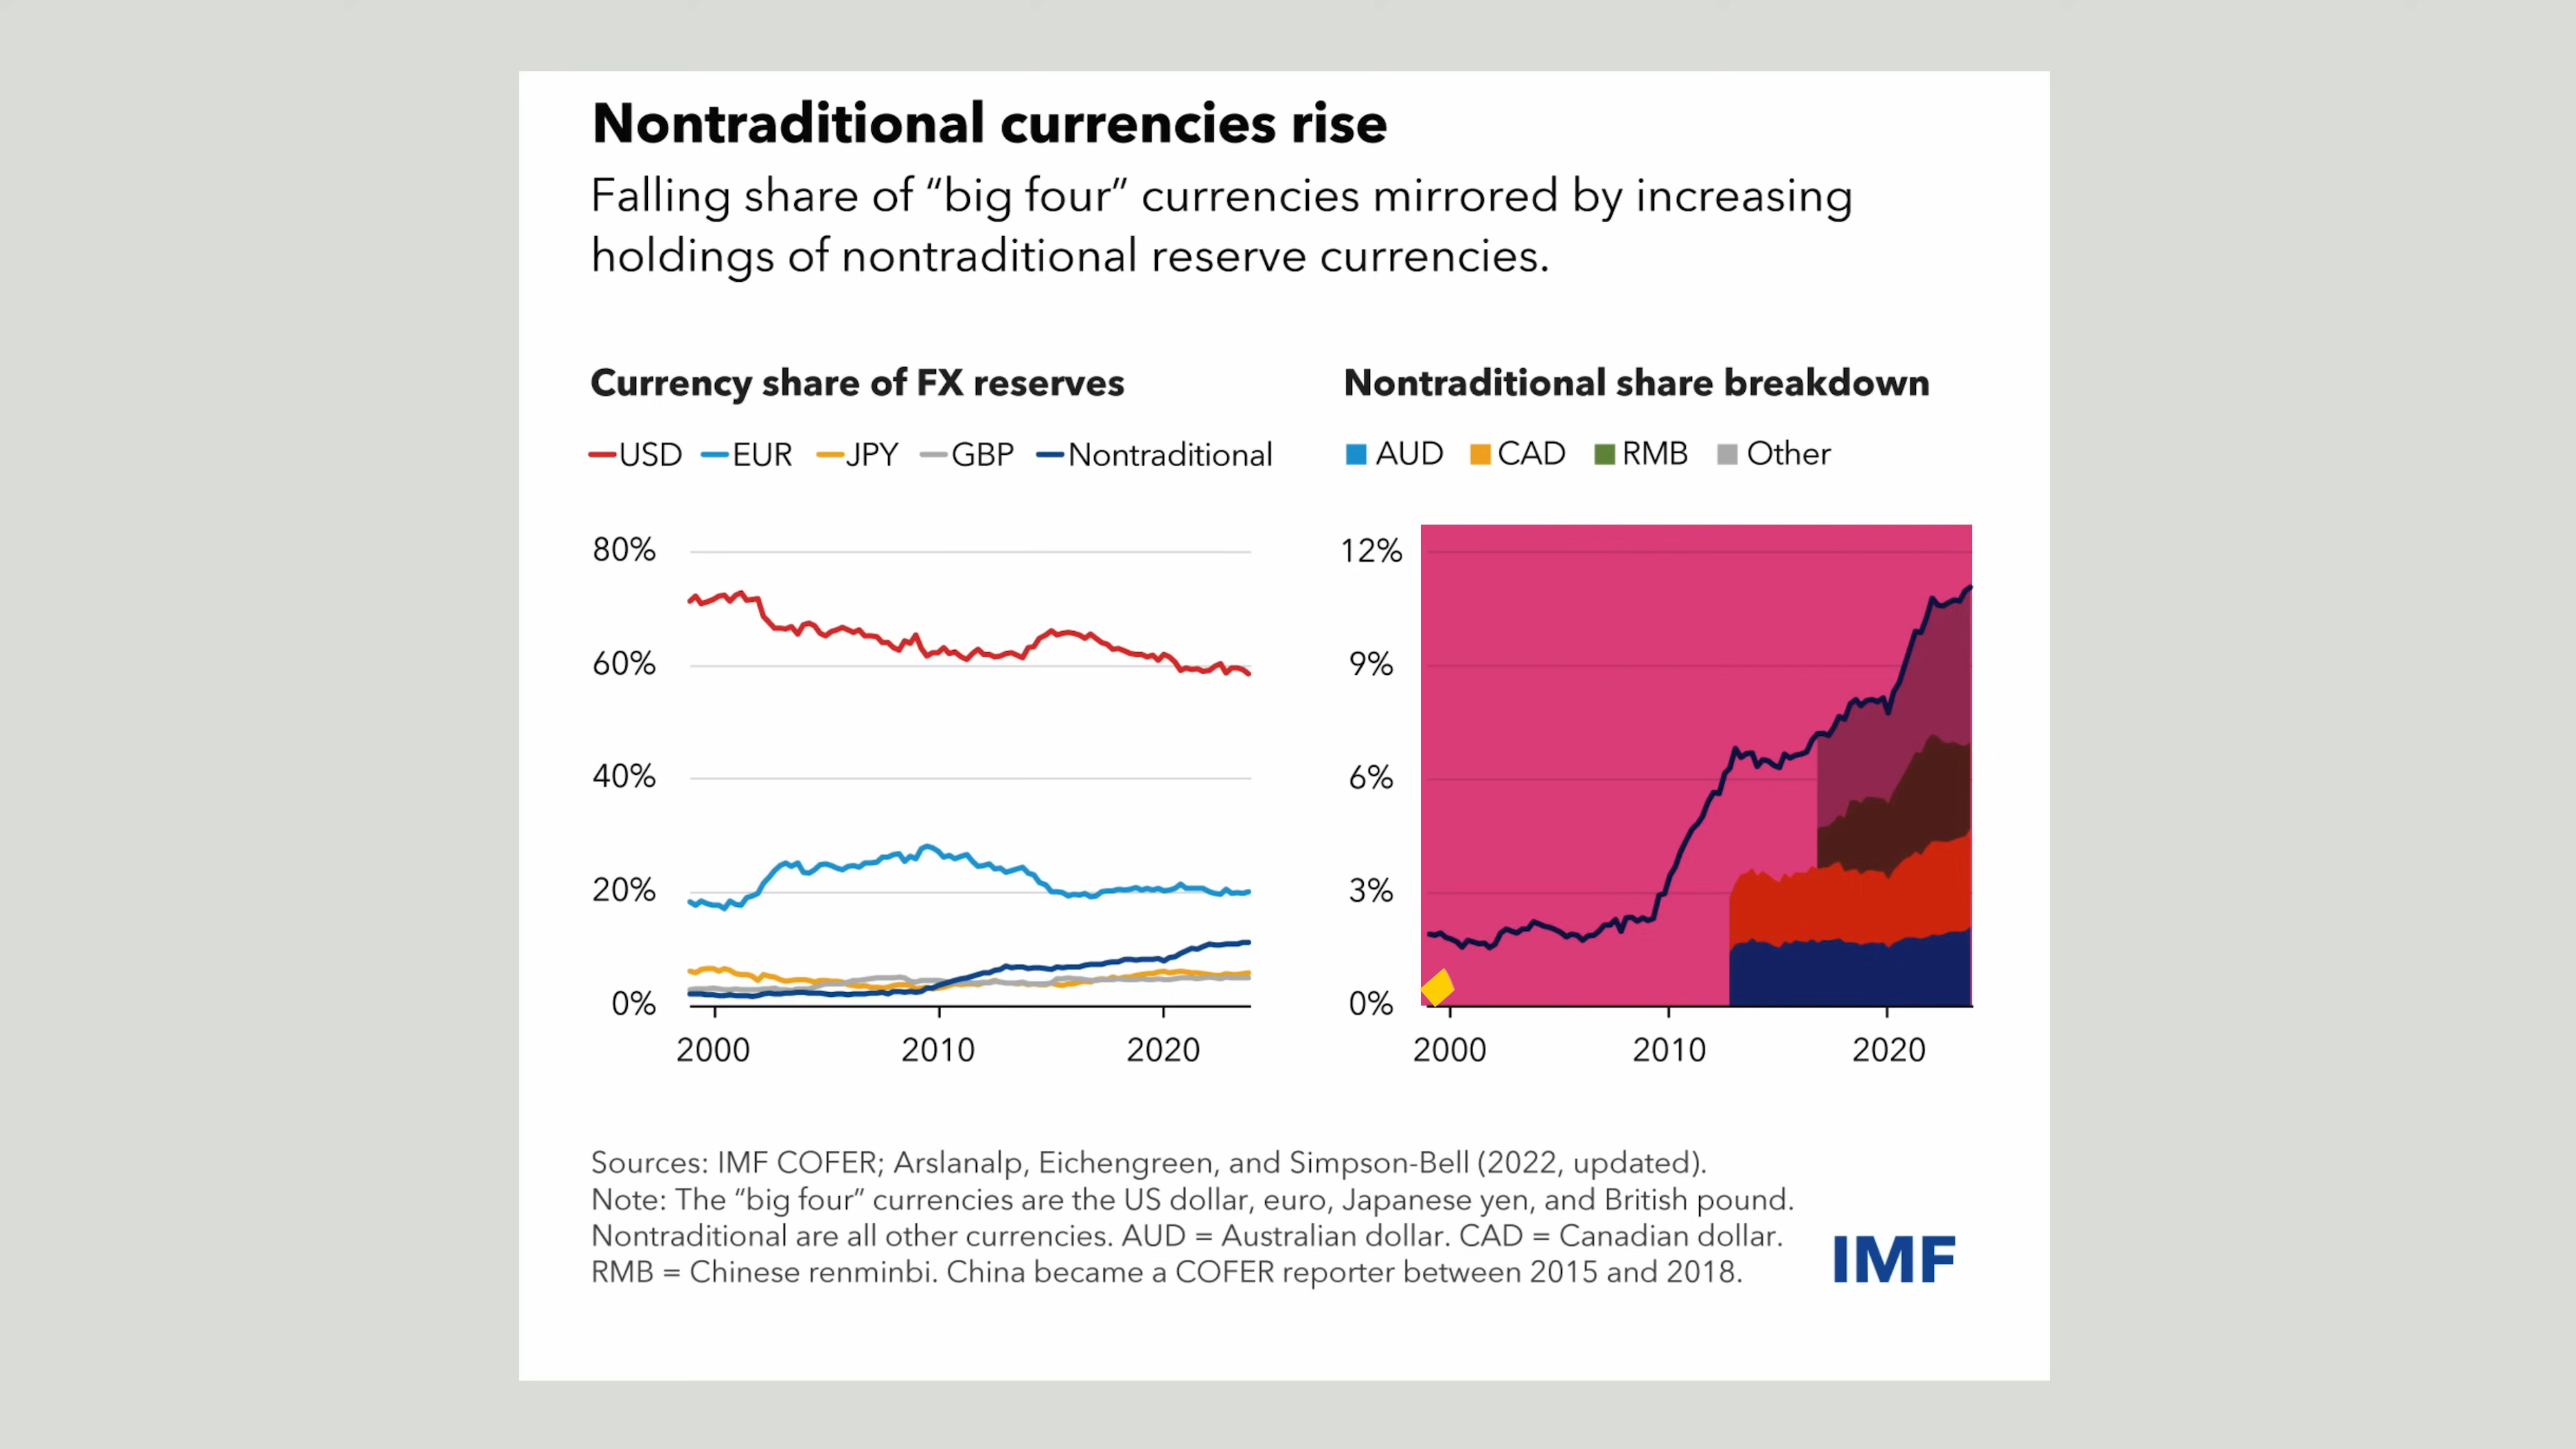 Nontraditional currencies rise
Falling share of “big four” currencies mirrored by increasing
holdings of nontraditional reserve currencies.
Currency share of FX reserves
USD EUR JPY GBP Nontraditional
80%
60%
40%
20%
0%
2000 2010 2020
Nontraditional share breakdown
AUD CAD RMB Other
12%
9%
6%
3%
0%
2000 2010 2020
Sources: IMF COFER; Arslanalp, Eichengreen, and Simpson-Bell (2022, updated).
Note: The “big four” currencies are the US dollar, euro, Japanese yen, and British pound.
Nontraditional are all other currencies. AUD = Australian dollar. CAD = Canadian dollar.
RMB = Chinese renminbi. China became a COFER reporter between 2015 and 2018.
IMF